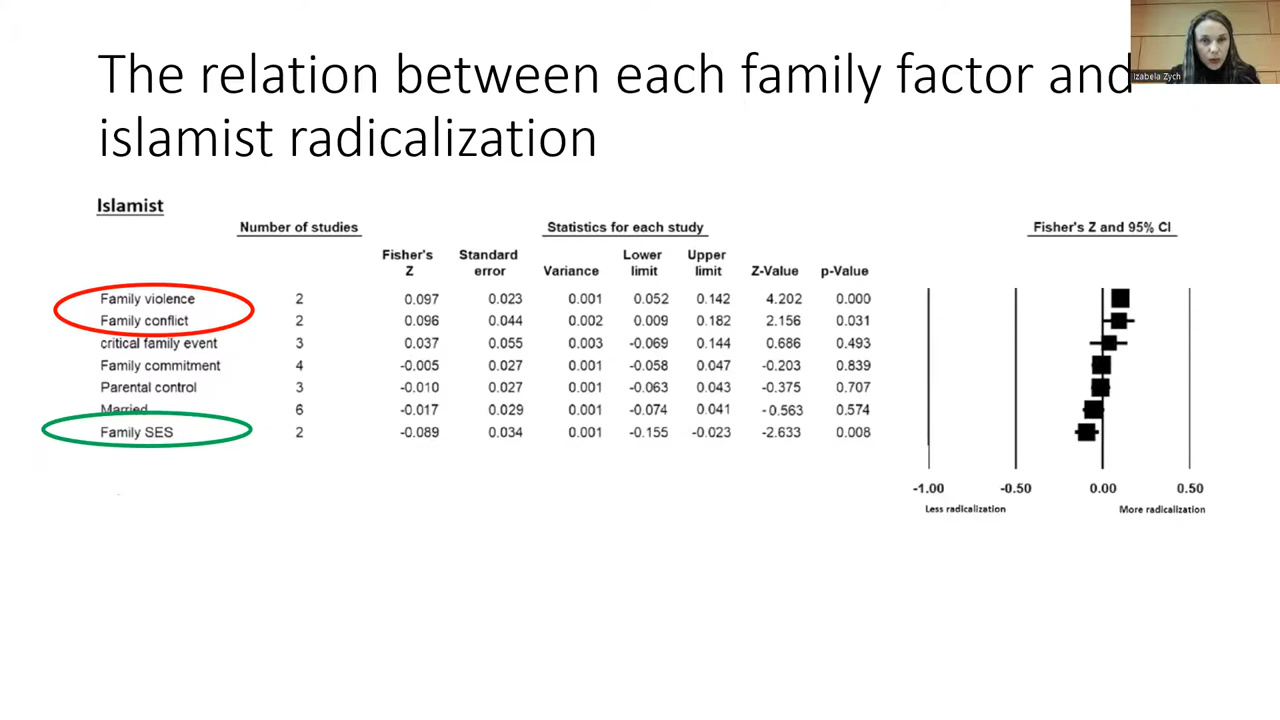 Izabela Zych
The relation between each family factor and
islamist radicalization
Islamist
Number of studies Statistics for each study Fisher's Z and 95% CI
Fisher's Z Standard error Variance Lower limit Upper limit Z-Value p-Value
Family violence 2 0.097 0.023 0.001 0.052 0.142 4.202 0.000
Family conflict 2 0.096 0.044 0.002 0.009 0.182 2.156 0.031
critical family event 3 0.037 0.055 0.003 -0.069 0.144 0.686 0.493
Family commitment 4 -0.005 0.027 0.001 -0.058 0.047 -0.203 0.839
Parental control 3 -0.010 0.027 0.001 -0.063 0.043 -0.375 0.707
Married 6 -0.017 0.029 0.001 -0.074 0.041 -0.563 0.574
Family SES 2 -0.089 0.034 0.001 -0.155 -0.023 -2.633 0.008
-1.00 -0.50 0.00 0.50
Less radicalization More radicalization